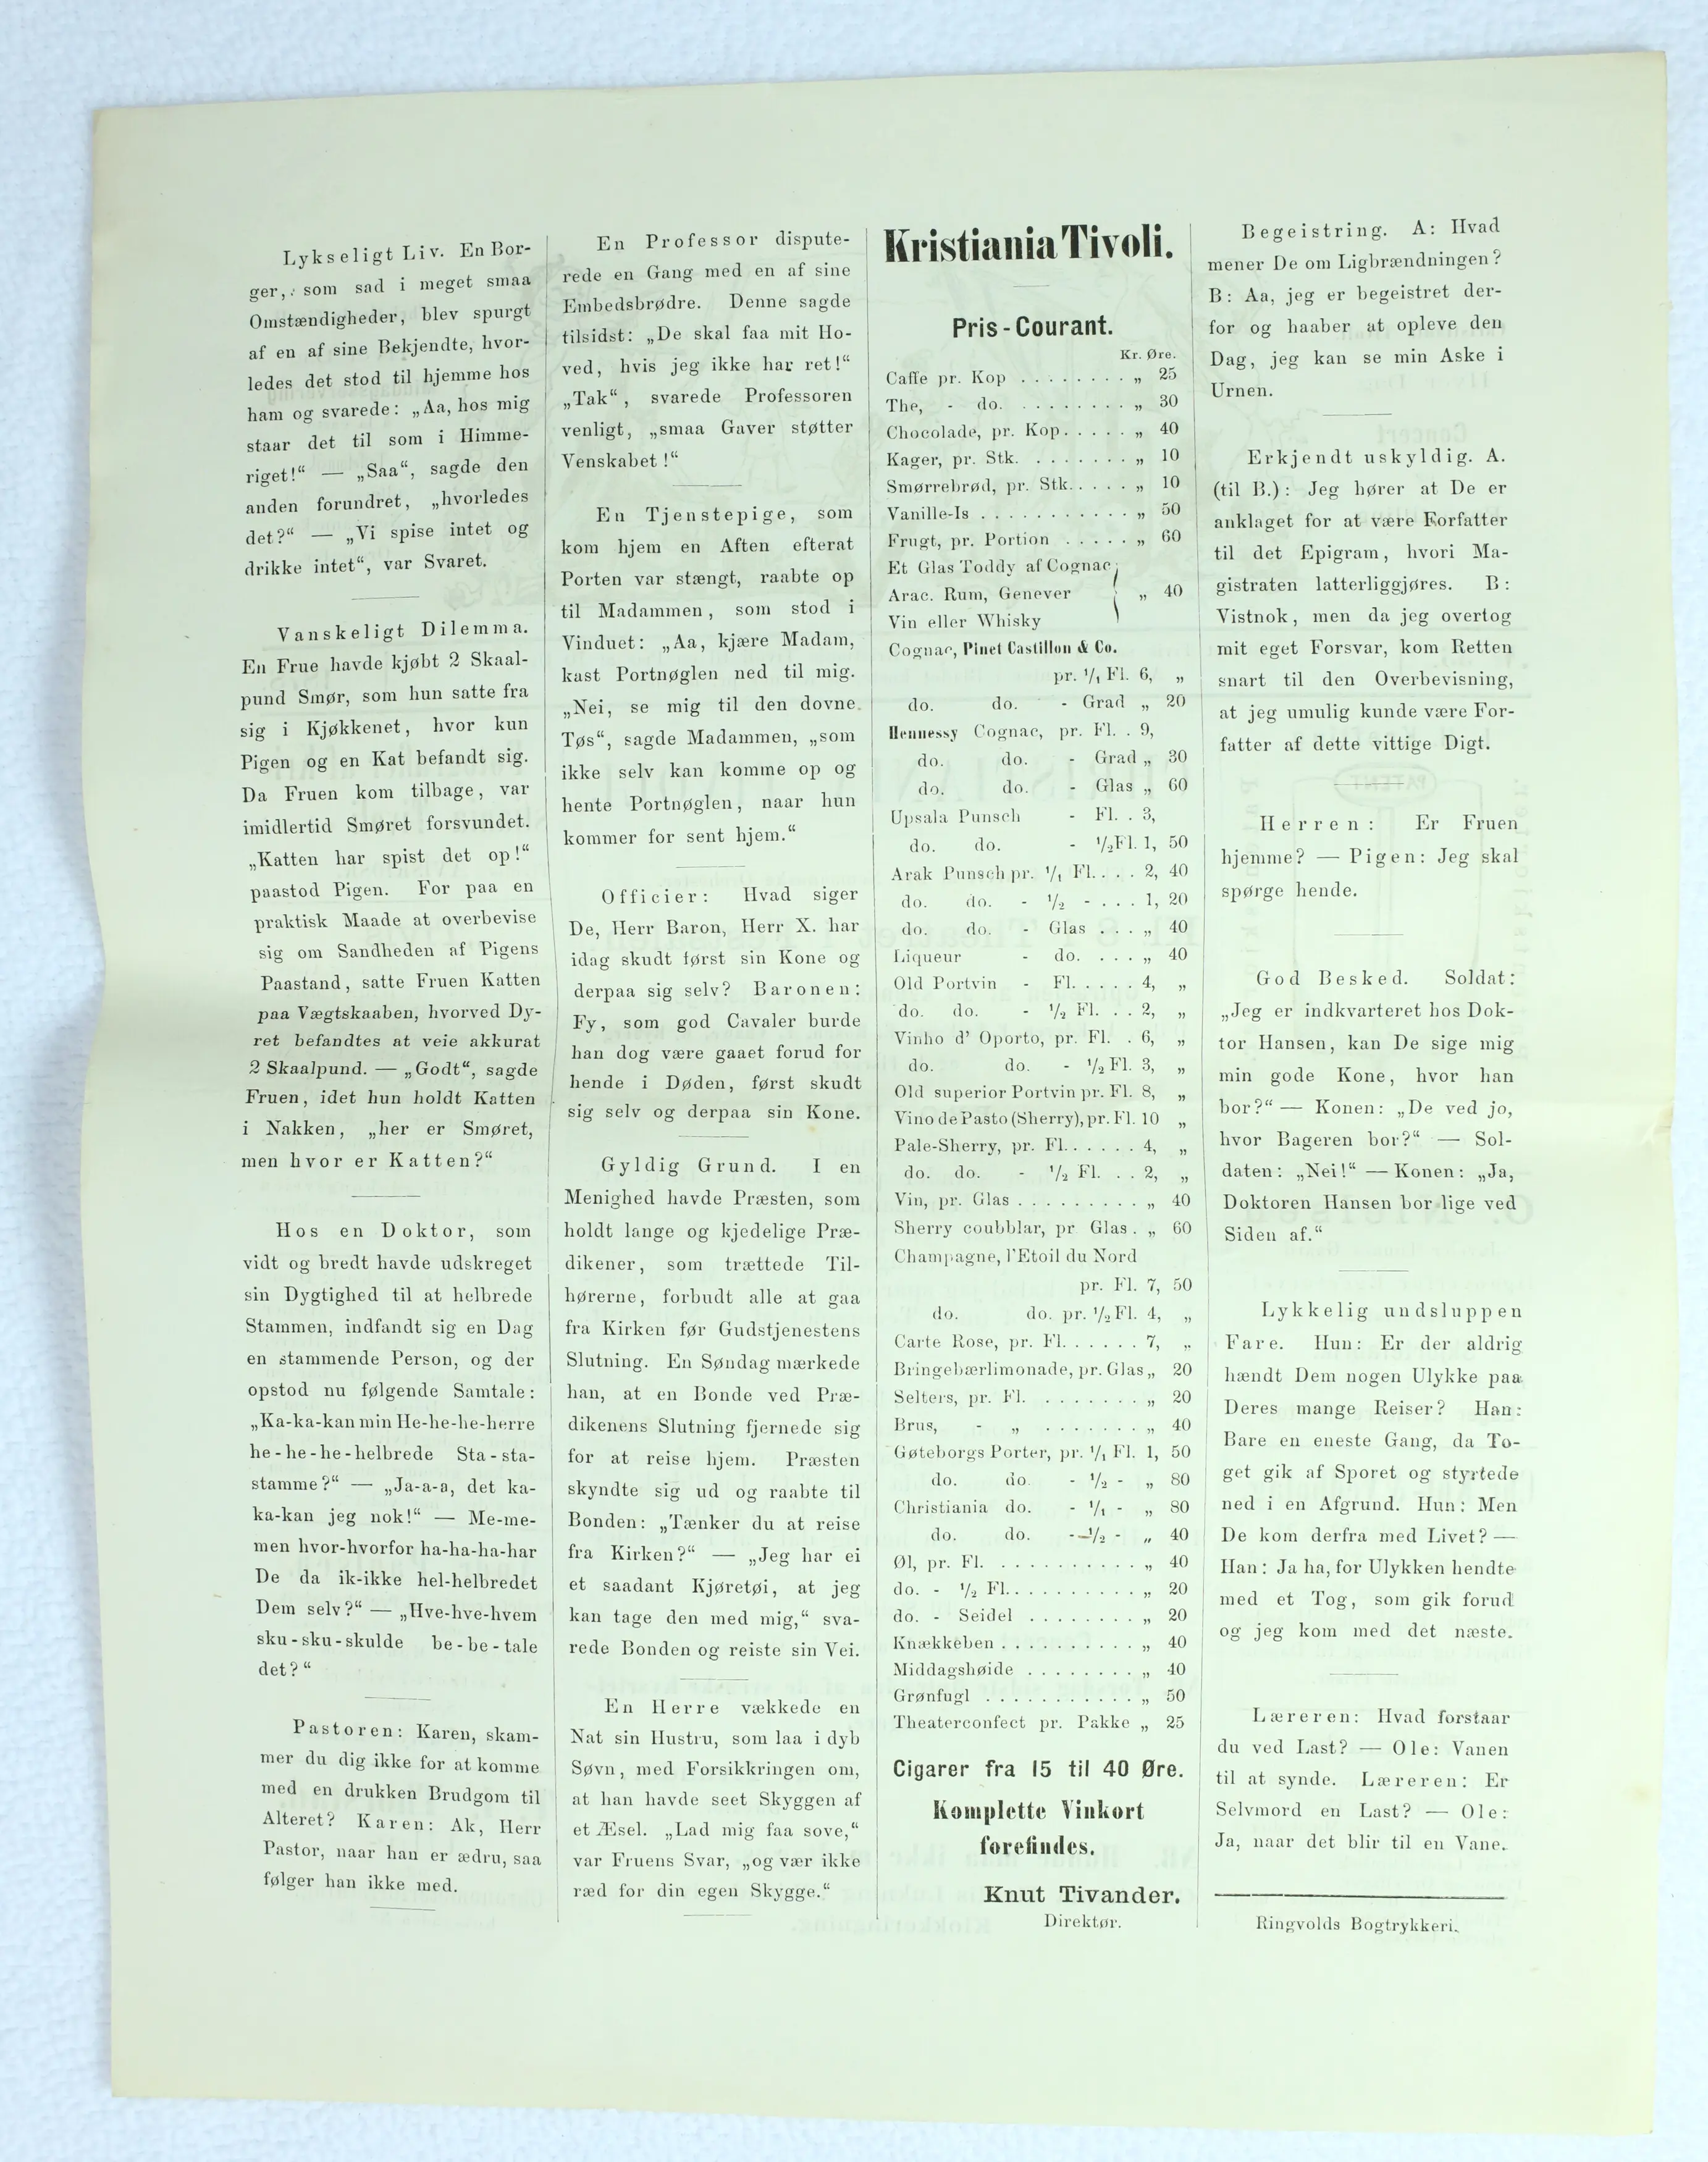 Lykseligt Liv. En Bor-
ger, som sad i meget smaa
Omstændigheder, blev spurgt
af en af sine Bekjendte, hvor-
ledes det stod til hjemme hos
ham og svarede: „Aa, hos mig
staar det til som i Himme-
riget!“ — „Saa“, sagde den
anden forundret, „hvorledes
det?“ — „Vi spise intet og
drikke intet“, var Svaret.
Vanskeligt Dilemma.
En Frue havde kjøbt 2 Skaal-
pund Smør, som hun satte fra
sig i Kjøkkenet, hvor kun
Pigen og en Kat befandt sig.
Da Fruen kom tilbage, var
imidlertid Smøret forsvundet.
„Katten har spist det op!“
paastod Pigen. For paa en
praktisk Maade at overbevise
sig om Sandheden af Pigens
Paastand, satte Fruen Katten
paa Vægtskaaben, hvorved Dy-
ret befandtes at veie akkurat
2 Skaalpund. — „Godt“, sagde
Fruen, idet hun holdt Katten
i Nakken, „her er Smøret,
men hvor er Katten?“
Hos en Doktor, som
vidt og bredt havde udskreget
sin Dygtighed til at helbrede
Stammen, indfandt sig en Dag
en stammende Person, og der
opstod nu følgende Samtale:
„Ka-ka-kan min He-he-he-herre
he-he-he-helbrede Sta-sta-
stamme?“ — „Ja-a-a, det ka-
ka-kan jeg nok!“ — Me-me-
men hvor-hvorfor ha-ha-ha-har
De da ik-ikke hel-helbredet
Dem selv?“ — „Hve-hve-hvem
sku-sku-skulde be-be-tale
det?“
Pastoren: Karen, skam-
mer du dig ikke for at komme
med en drukken Brudgom til
Alteret? Karen: Ak, Herr
Pastor, naar han er ædru, saa
følger han ikke med.
En Professor dispute-
rede en Gang med en af sine
Embedsbrødre. Denne sagde
tilsidst: „De skal faa mit Ho-
ved, hvis jeg ikke har ret!“
„Tak“, svarede Professoren
venligt, „smaa Gaver støtter
Venskabet!“
En Tjenstepige, som
kom hjem en Aften efterat
Porten var stængt, raabte op
til Madammen, som stod i
Vinduet: „Aa, kjære Madam,
kast Portnøglen ned til mig.
„Nei, se mig til den dovne
Tøs“, sagde Madammen, „som
ikke selv kan komme op og
hente Portnøglen, naar hun
kommer for sent hjem.“
Officier: Hvad siger
De, Herr Baron, Herr X. har
idag skudt først sin Kone og
derpaa sig selv? Baronen:
Fy, som god Cavaler burde
han dog være gaaet forud for
hende i Døden, først skudt
sig selv og derpaa sin Kone.
Gyldig Grund. I en
Menighed havde Præsten, som
holdt lange og kjedelige Præ-
dikener, som trættede Til-
hørerne, forbudt alle at gaa
fra Kirken før Gudstjenestens
Slutning. En Søndag mærkede
han, at en Bonde ved Præ-
dikenens Slutning fjernede sig
for at reise hjem. Præsten
skyndte sig ud og raabte til
Bonden: „Tænker du at reise
fra Kirken?“ — „Jeg har ei
et saadant Kjøretøi, at jeg
kan tage den med mig,“ sva-
rede Bonden og reiste sin Vei.
En Herre vækkede en
Nat sin Hustru, som laa i dyb
Søvn, med Forsikkringen om,
at han havde seet Skyggen af
et Æsel. „Lad mig faa sove,“
var Fruens Svar, „og vær ikke
ræd for din egen Skygge.“
Kristiania Tivoli.
Pris-Courant.
Kr. Øre.
Caffe pr. Kop . . . . . . . . „ 25
The, - do. . . . . . . . . „ 30
Chocolade, pr. Kop. . . . . „ 40
Kager, pr. Stk. . . . . . . . „ 10
Smørrebrød, pr. Stk. . . . . „ 10
Vanille-Is . . . . . . . . . . . „ 50
Frugt, pr. Portion . . . . . „ 60
Et Glas Toddy af Cognac
Arac. Rum, Genever „ 40
Vin eller Whisky
Cognac, Pinet Castillon & Co.
pr. 1/1 Fl. 6, „
do. do. - Grad „ 20
Hennessy Cognac, pr. Fl. . 9,
do. do. - Grad „ 30
do. do. - Glas „ 60
Upsala Punsch - Fl. . 3,
do. do. - 1/2 Fl. 1, 50
Arak Punsch pr. 1/1 Fl. . . . 2, 40
do. do. - 1/2 - . . . 1, 20
do. do. - Glas . . . „ 40
Liqueur - do. . . . „ 40
Old Portvin - Fl. . . . . 4, „
do. do. - 1/2 Fl. . . 2, „
Vinho d' Oporto, pr. Fl. . 6, „
do. do. - 1/2 Fl. 3, „
Old superior Portvin pr. Fl. 8, „
Vino de Pasto (Sherry), pr. Fl. 10 „
Pale-Sherry, pr. Fl. . . . . 4, „
do. do. - 1/2 Fl. . . 2, „
Vin, pr. Glas . . . . . . . . . „ 40
Sherry coubblar, pr Glas . „ 60
Champagne, l'Etoil du Nord
pr. Fl. 7, 50
do. do. pr. 1/2 Fl. 4, „
Carte Rose, pr. Fl. . . . . . 7, „
Bringebærlimonade, pr. Glas „ 20
Selters, pr. Fl. . . . . . . . „ 20
Brus, - „ . . . . . . . „ 40
Gøteborgs Porter, pr. 1/1 Fl. 1, 50
do. do. - 1/2 - „ 80
Christiania do. - 1/1 - „ 80
do. do. - 1/2 - „ 40
Øl, pr. Fl. . . . . . . . . . . „ 40
do. - 1/2 Fl. . . . . . . . . . „ 20
do. - Seidel . . . . . . . . „ 20
Knækkeben . . . . . . . . . . „ 40
Middagshøide . . . . . . . . „ 40
Grønfugl . . . . . . . . . . . „ 50
Theaterconfect pr. Pakke „ 25
Cigarer fra 15 til 40 Øre.
Komplette Vinkort
forefindes.
Knut Tivander.
Direktør.
Begeistring. A: Hvad
mener De om Ligbrændningen?
B: Aa, jeg er begeistret der-
for og haaber at opleve den
Dag, jeg kan se min Aske i
Urnen.
Erkjendt uskyldig. A.
(til B.): Jeg hører at De er
anklaget for at være Forfatter
til det Epigram, hvori Ma-
gistraten latterliggjøres. B:
Vistnok, men da jeg overtog
mit eget Forsvar, kom Retten
snart til den Overbevisning,
at jeg umulig kunde være For-
fatter af dette vittige Digt.
Herren: Er Fruen
hjemme? — Pigen: Jeg skal
spørge hende.
God Besked. Soldat:
„Jeg er indkvarteret hos Dok-
tor Hansen, kan De sige mig
min gode Kone, hvor han
bor?“ — Konen: „De ved jo,
hvor Bageren bor?“ — Sol-
daten: „Nei!“ — Konen: „Ja,
Doktoren Hansen bor lige ved
Siden af.“
Lykkelig undsluppen
Fare. Hun: Er der aldrig
hændt Dem nogen Ulykke paa
Deres mange Reiser? Han:
Bare en eneste Gang, da To-
get gik af Sporet og styrtede
ned i en Afgrund. Hun: Men
De kom derfra med Livet? —
Han: Ja ha, for Ulykken hendte
med et Tog, som gik forud
og jeg kom med det næste.
Læreren: Hvad forstaar
du ved Last? — Ole: Vanen
til at synde. Læreren: Er
Selvmord en Last? — Ole:
Ja, naar det blir til en Vane.
Ringvolds Bogtrykkeri.